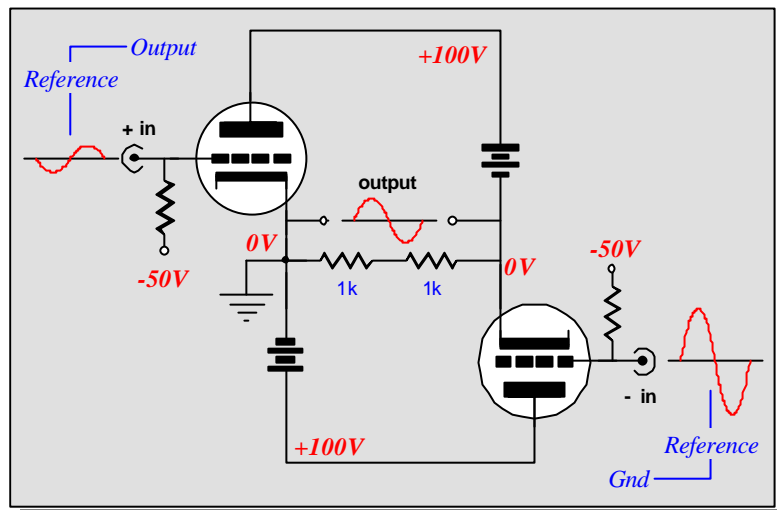 Output
Reference
+100V
+ in
output
0V
-50V
1k
1k
0V
-50V
- in
+100V
Reference
Gnd